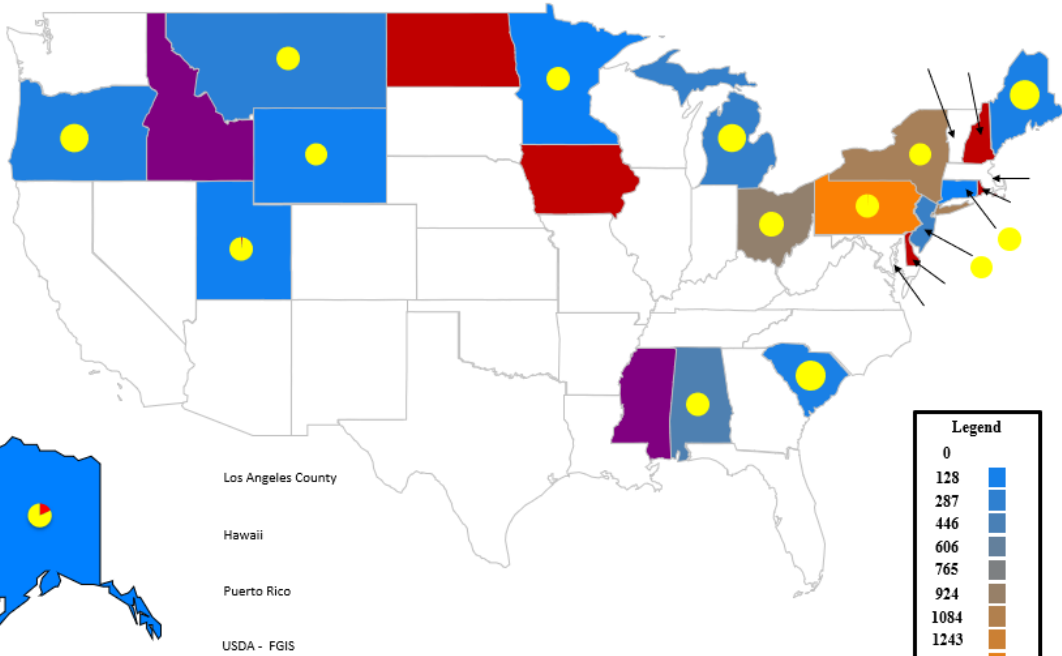 Los Angeles County
Hawaii
Puerto Rico
USDA - FGIS
Legend
0
128
287
446
606
765
924
1084
1243